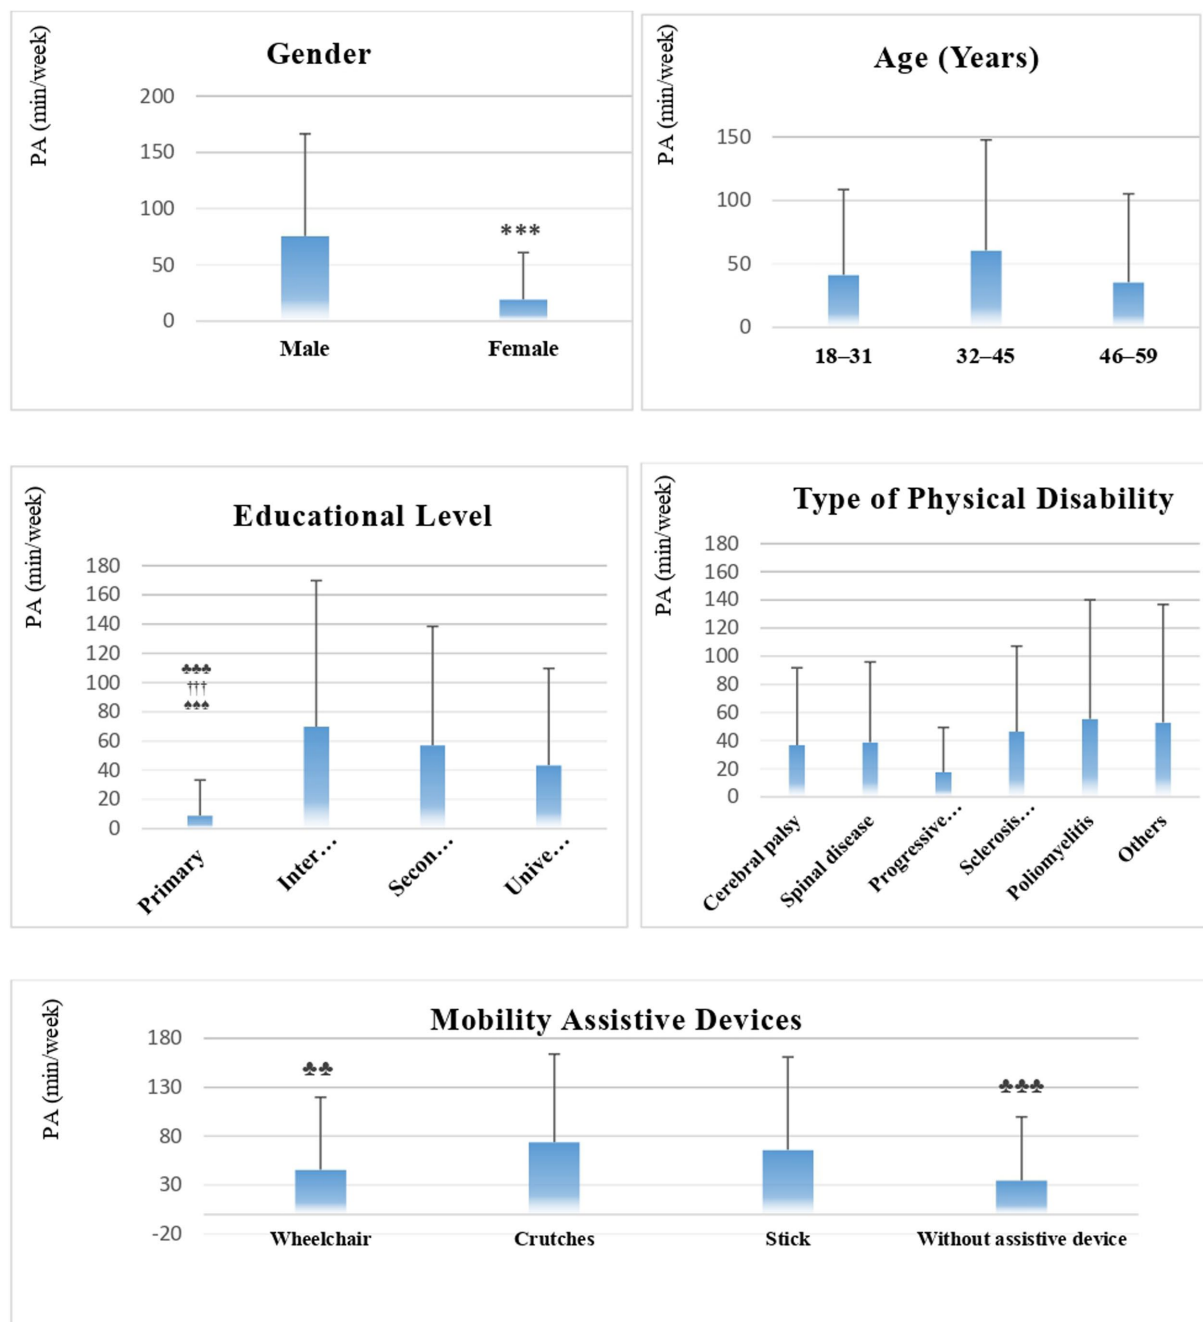 Gender
PA (min/week)
200
150
100
50
0
***
Male
Female
Age (Years)
PA (min/week)
150
100
50
0
18–31
32–45
46–59
Educational Level
PA (min/week)
180
160
140
120
100
80
60
40
20
0
♣♣♣
†††
♠♠♠
Primary
Inter...
Secon...
Unive...
Type of Physical Disability
PA (min/week)
180
160
140
120
100
80
60
40
20
0
Cerebral palsy
Spinal disease
Progressive...
Sclerosis...
Poliomyelitis
Others
Mobility Assistive Devices
PA (min/week)
180
130
80
30
-20
♣♣
♣♣♣
Wheelchair
Crutches
Stick
Without assistive device